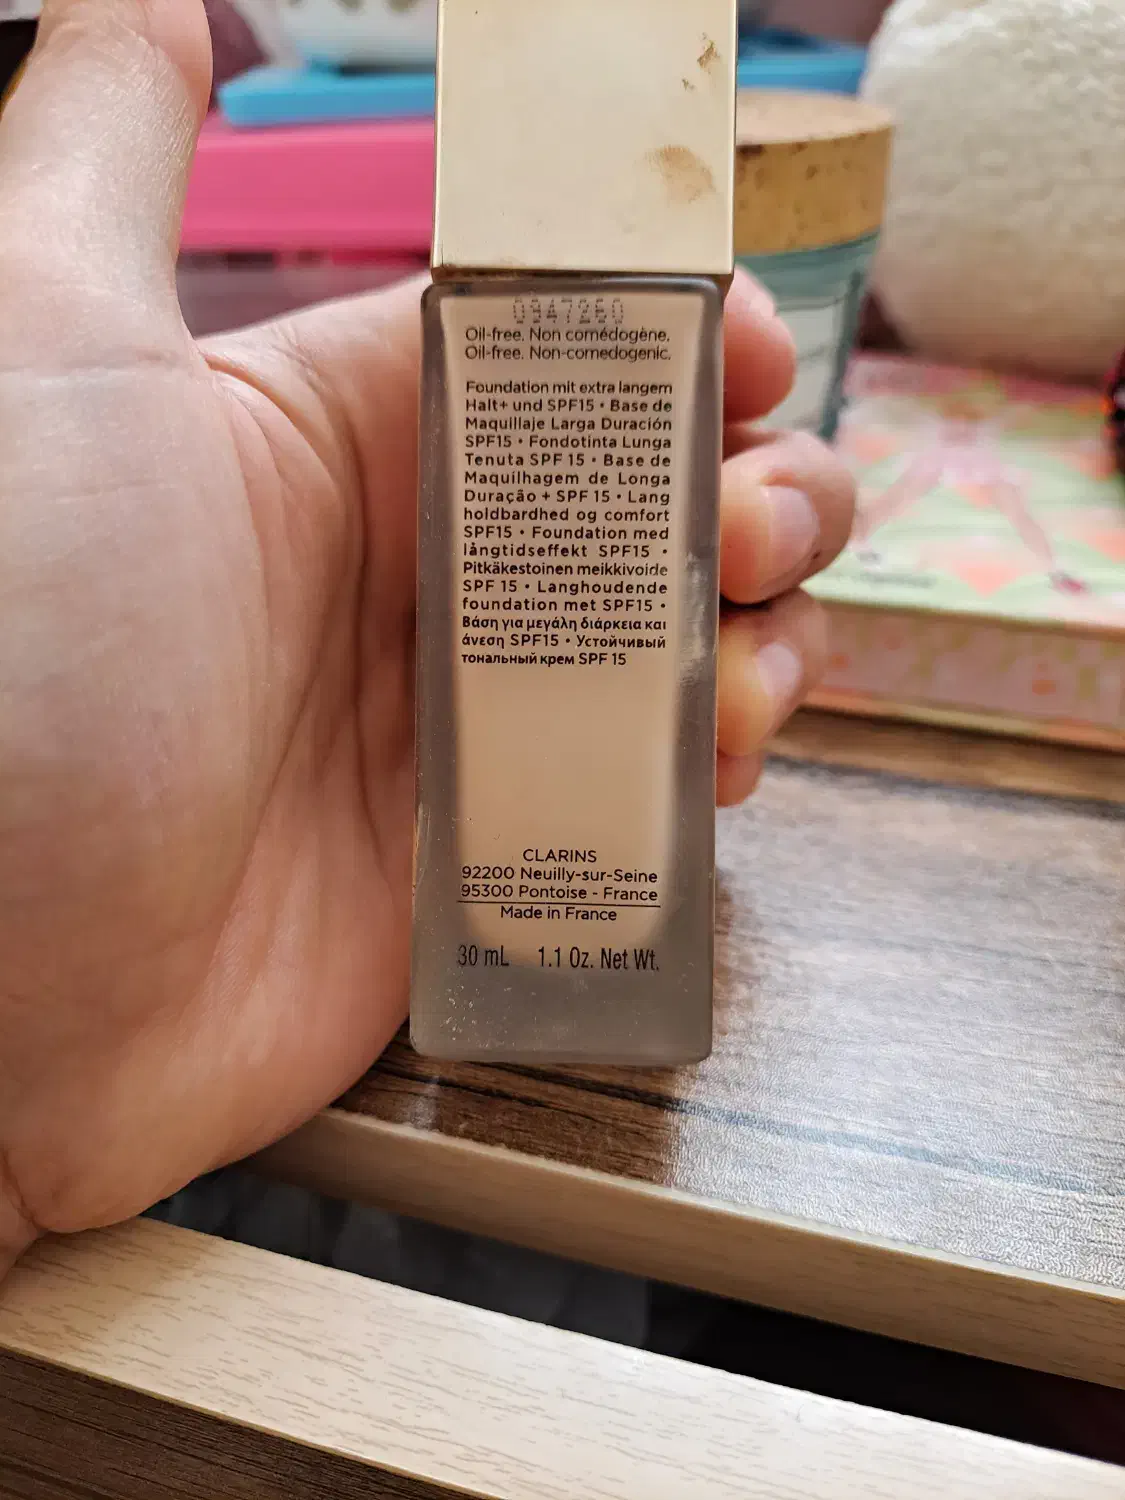 0947260
Oil-free. Non comédogène.
Oil-free. Non-comedogenic.
Foundation mit extra langem
Halt+ und SPF15 • Base de
Maquillaje Larga Duración
SPF15 • Fondotinta Lunga
Tenuta SPF 15 • Base de
Maquilhagem de Longa
Duração + SPF 15 • Lang
holdbardhed og comfort
SPF15 • Foundation med
långtidseffekt SPF15 •
Pitkäkestoinen meikkivoide
SPF 15 • Langhoudende
foundation met SPF15 •
Βάση για μεγάλη διάρκεια και
άνεση SPF15 • Устойчивый
тональный крем SPF 15
CLARINS
92200 Neuilly-sur-Seine
95300 Pontoise - France
Made in France
30 mL 1.1 Oz. Net Wt.